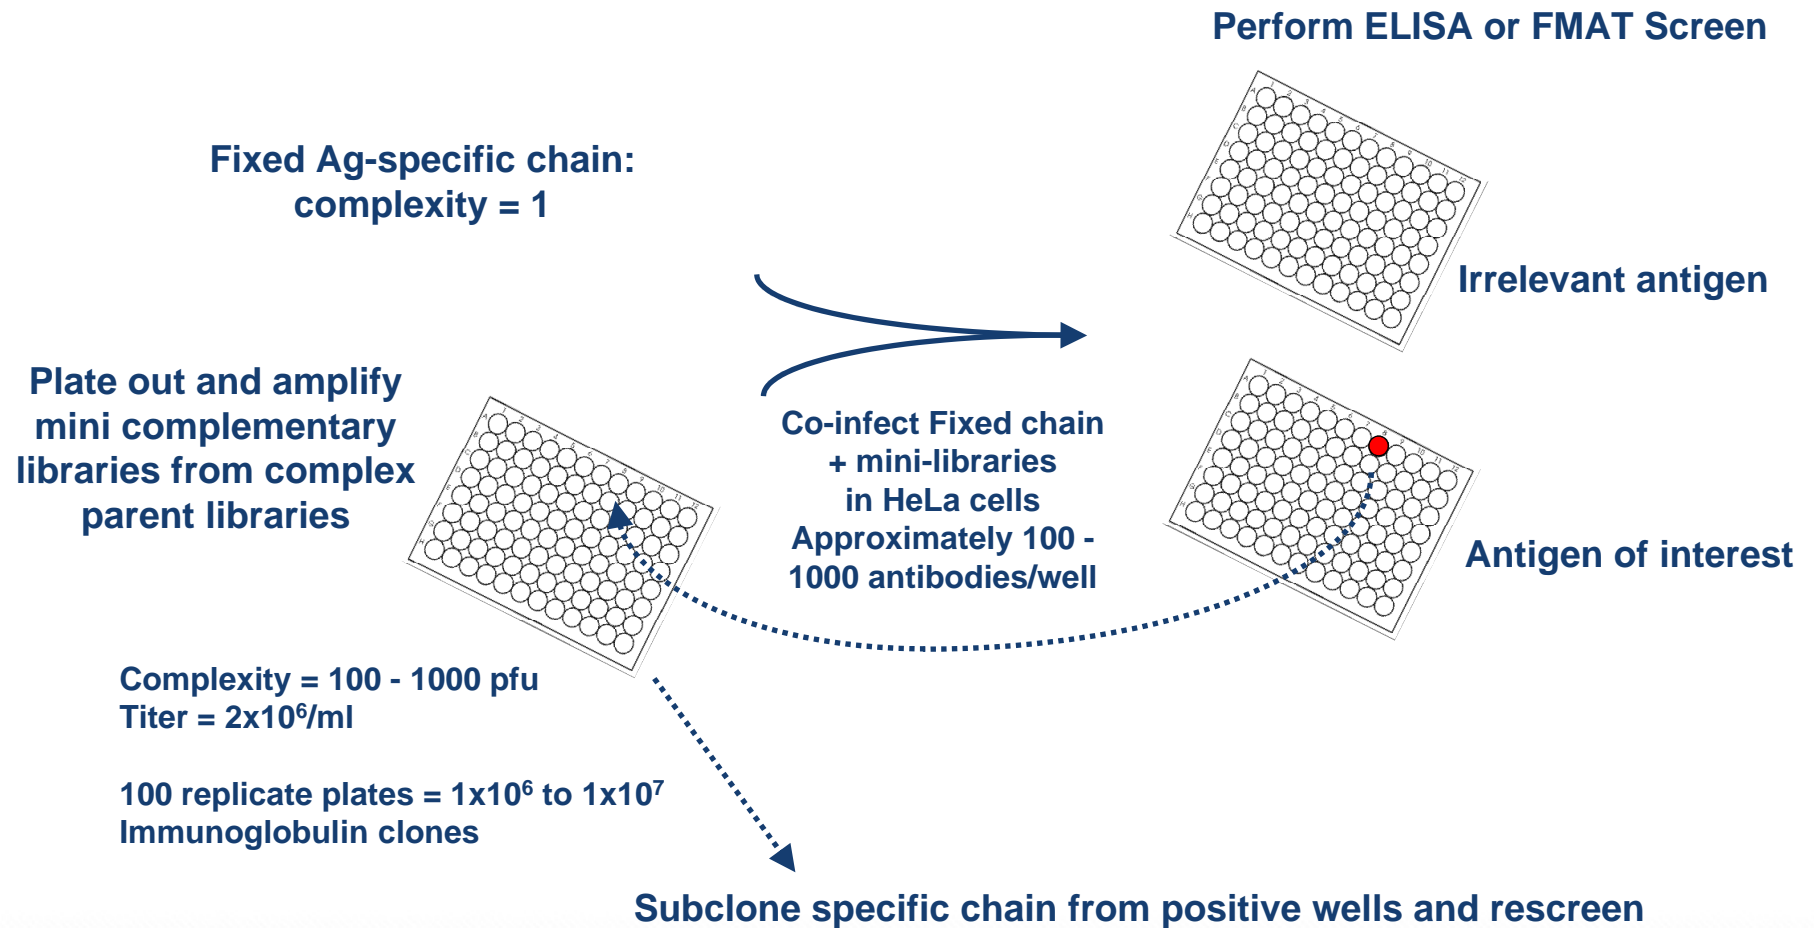 Perform ELISA or FMAT Screen
Fixed Ag-specific chain:
complexity = 1
Irrelevant antigen
Plate out and amplify
mini complementary
libraries from complex
parent libraries
Co-infect Fixed chain
+ mini-libraries
in HeLa cells
Approximately 100 -
1000 antibodies/well
Antigen of interest
Complexity = 100 - 1000 pfu
Titer = 2x10⁶/ml
100 replicate plates = 1x10⁶ to 1x10⁷
Immunoglobulin clones
Subclone specific chain from positive wells and rescreen